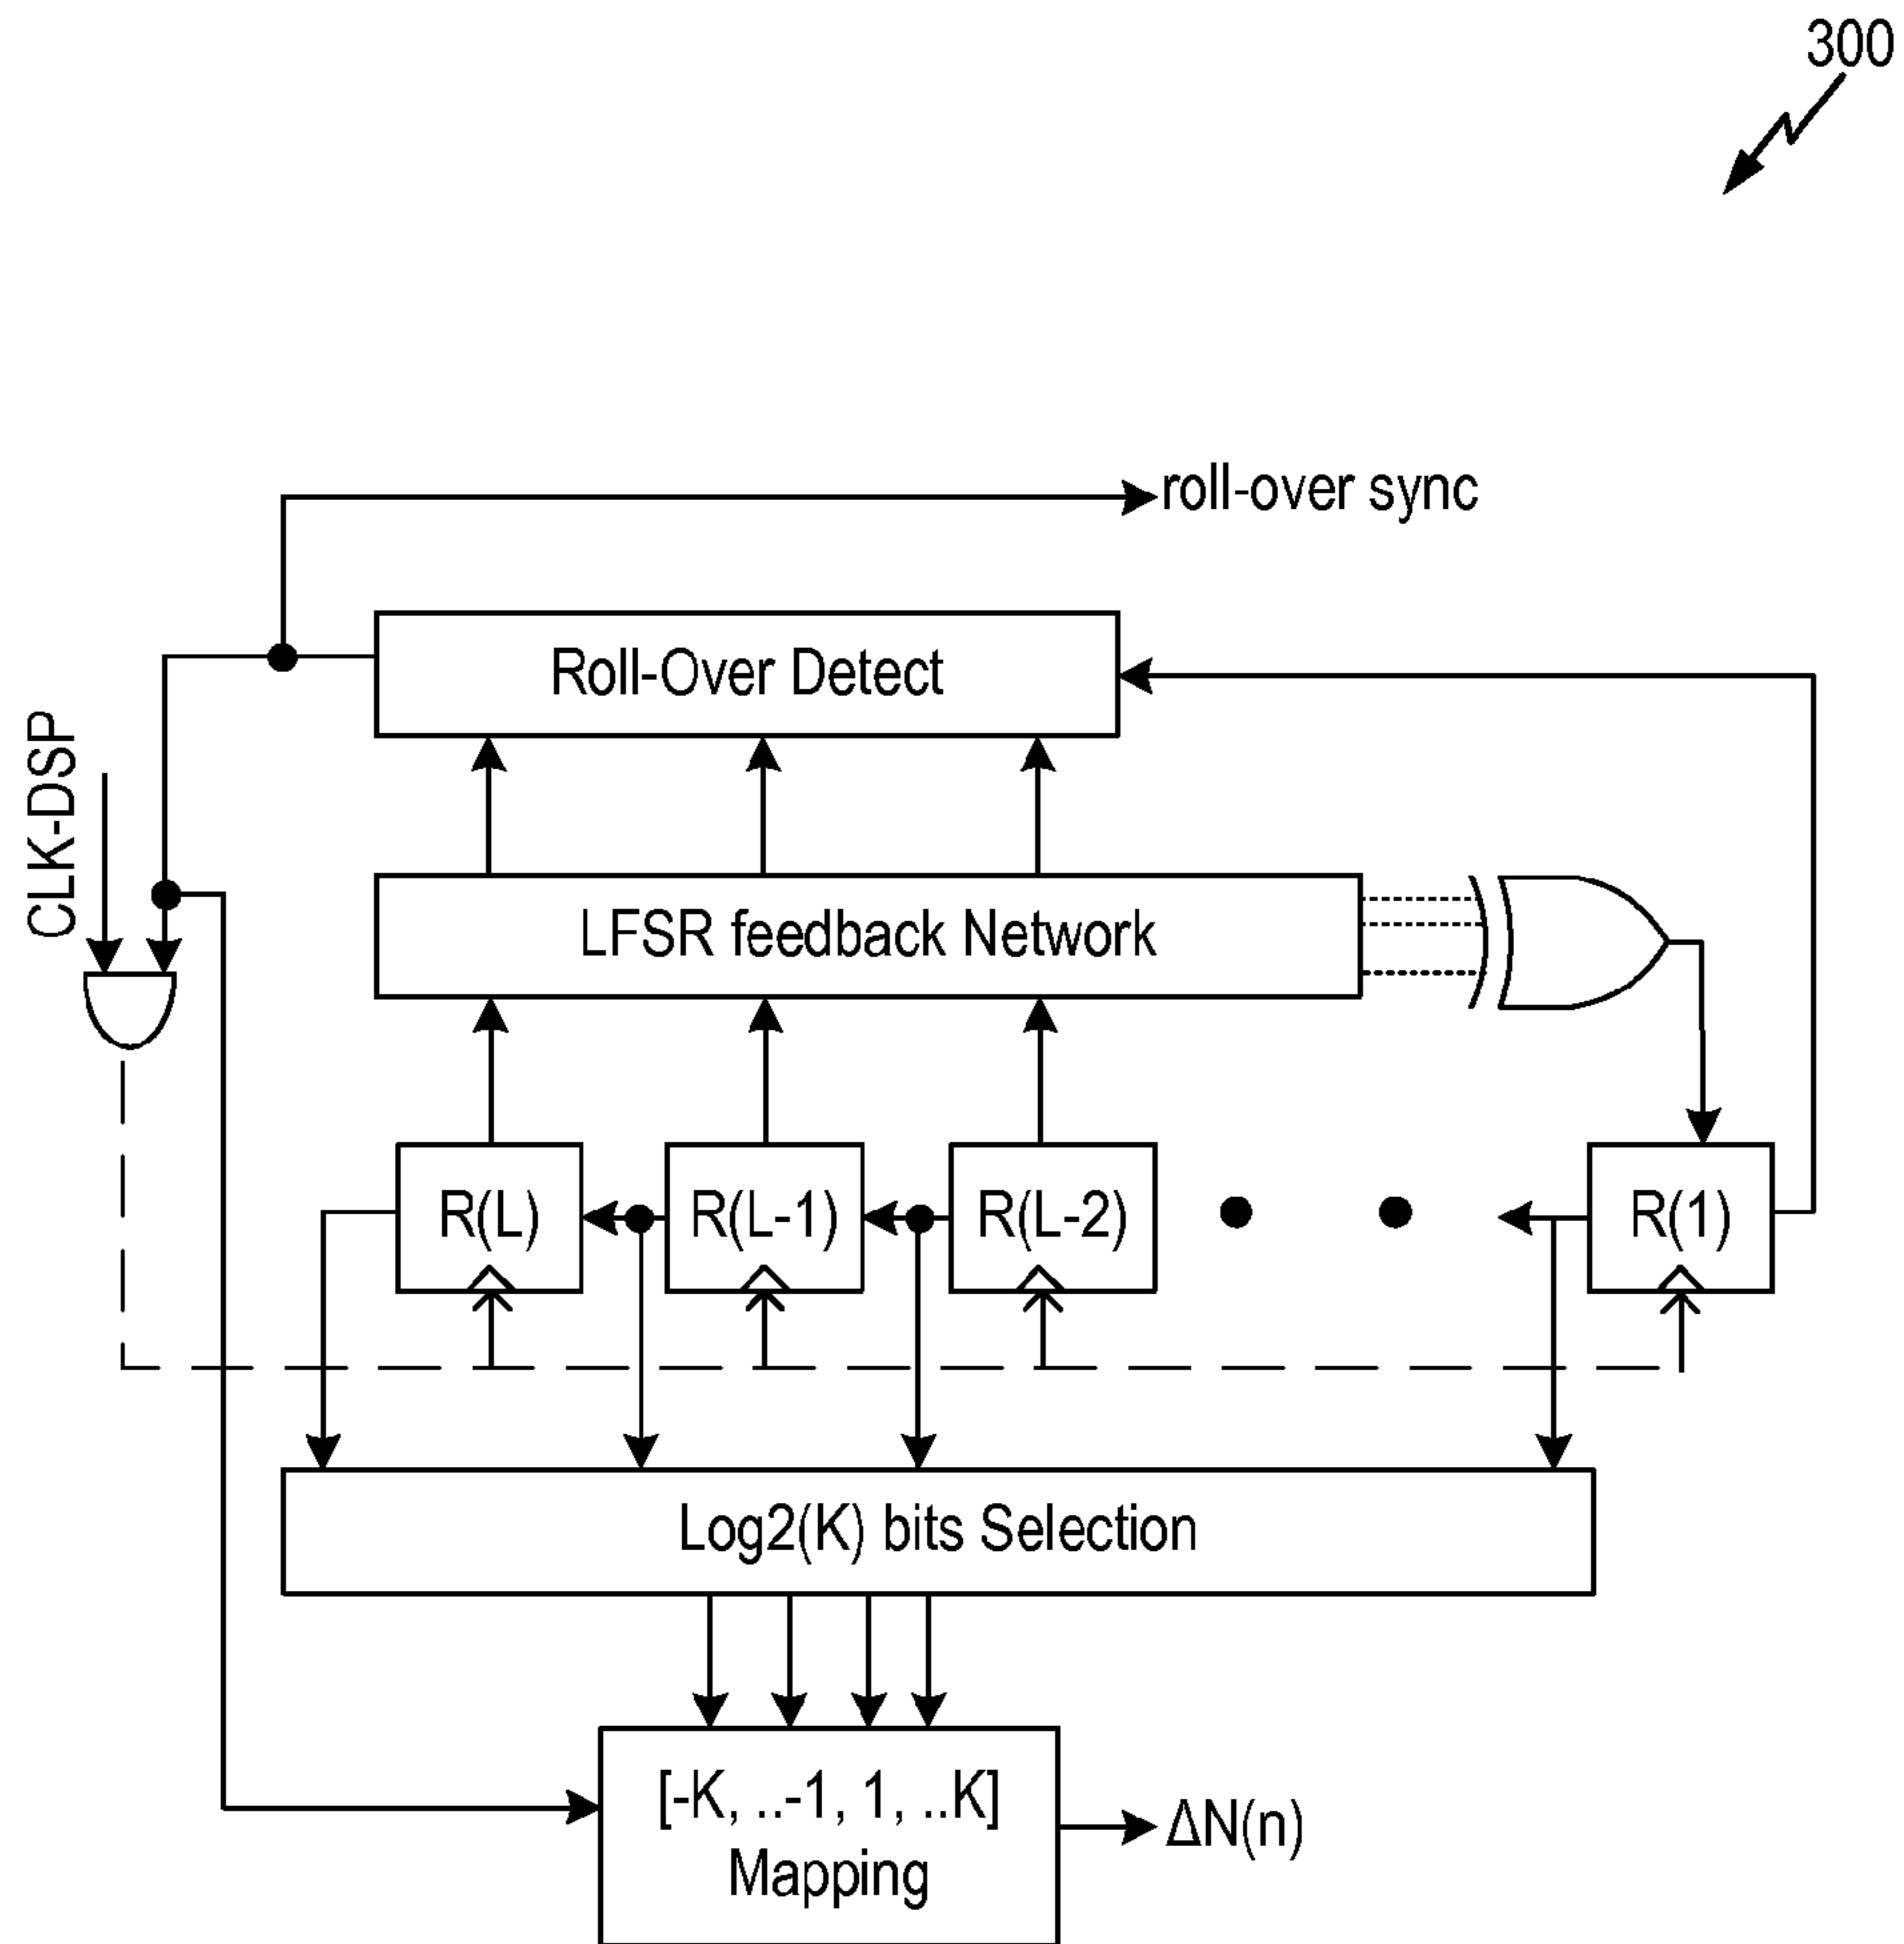 300
roll-over sync
Roll-Over Detect
CLK-DSP
LFSR feedback Network
R(L)
R(L-1)
R(L-2)
R(1)
Log2(K) bits Selection
[-K, ..-1, 1, ..K]
Mapping
ΔN(n)